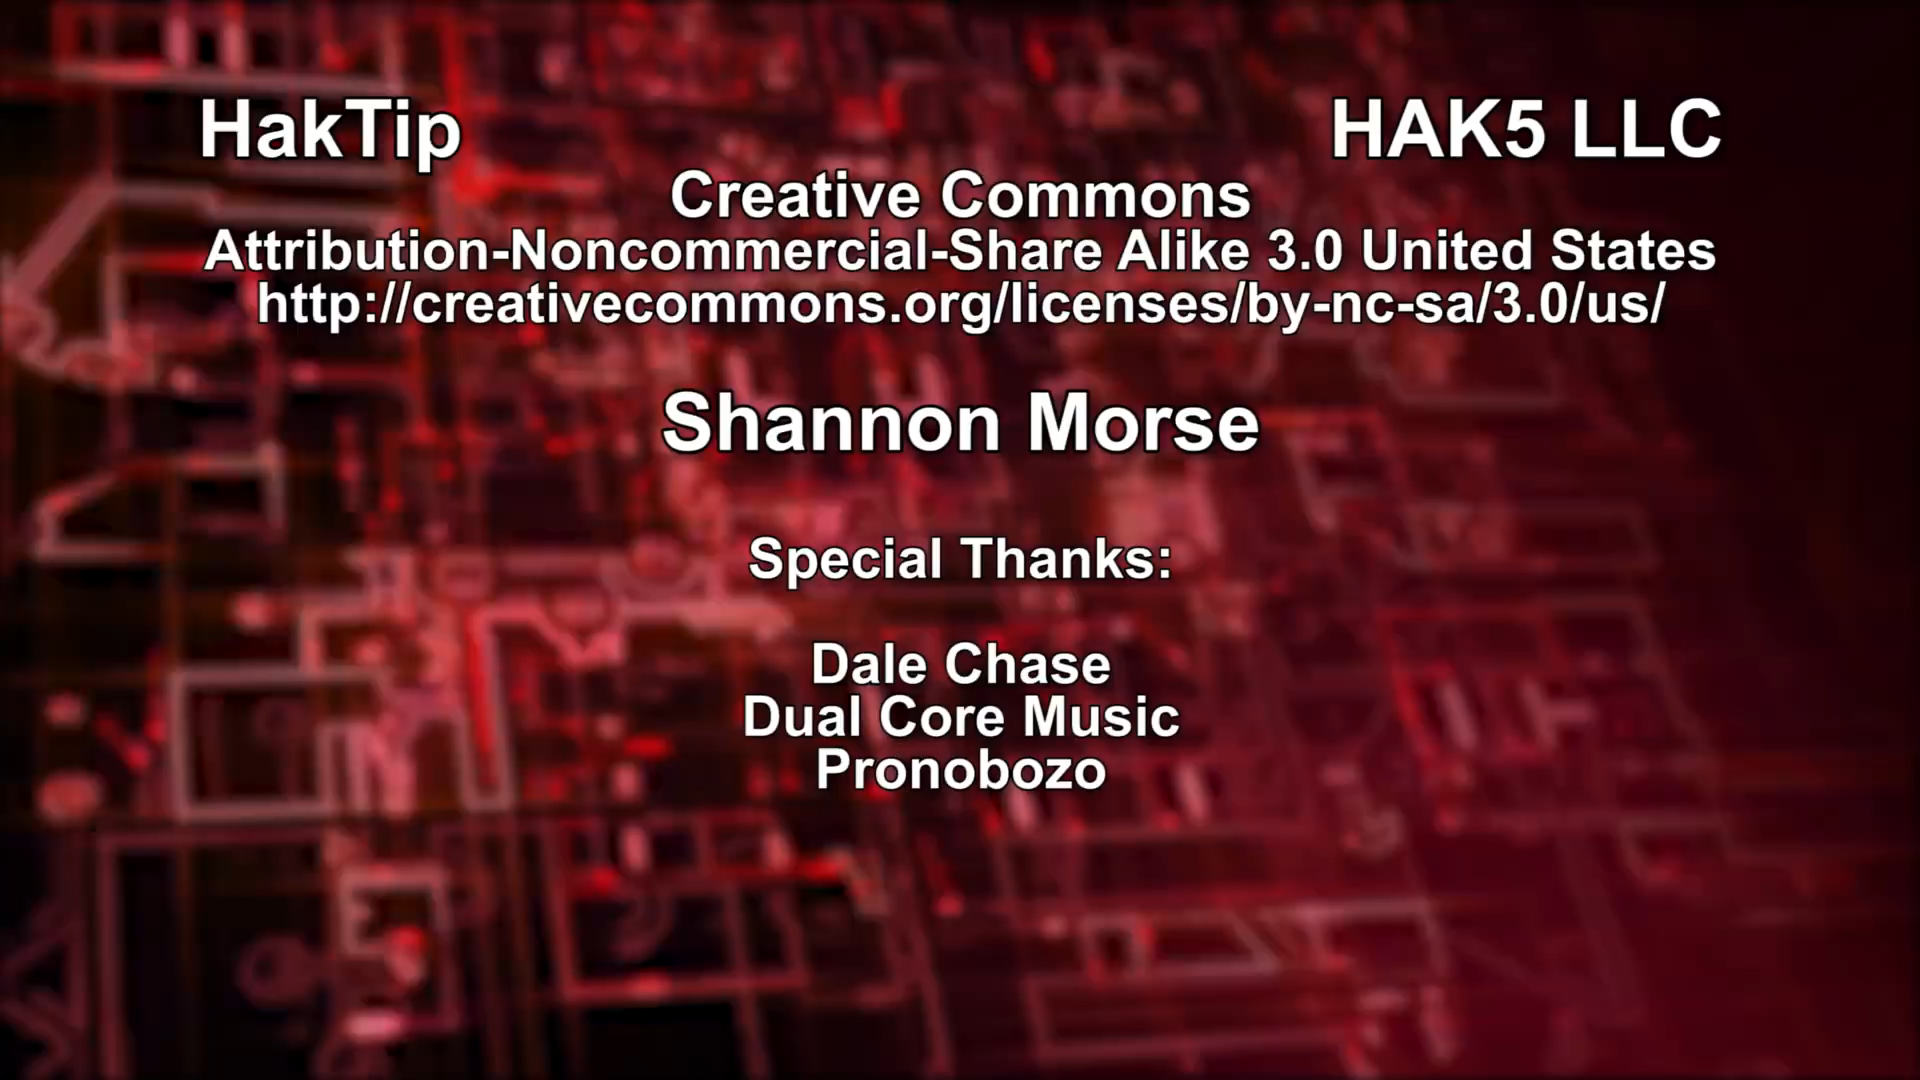 HakTip HAK5 LLC
Creative Commons
Attribution-Noncommercial-Share Alike 3.0 United States
http://creativecommons.org/licenses/by-nc-sa/3.0/us/
Shannon Morse
Special Thanks:
Dale Chase
Dual Core Music
Pronobozo